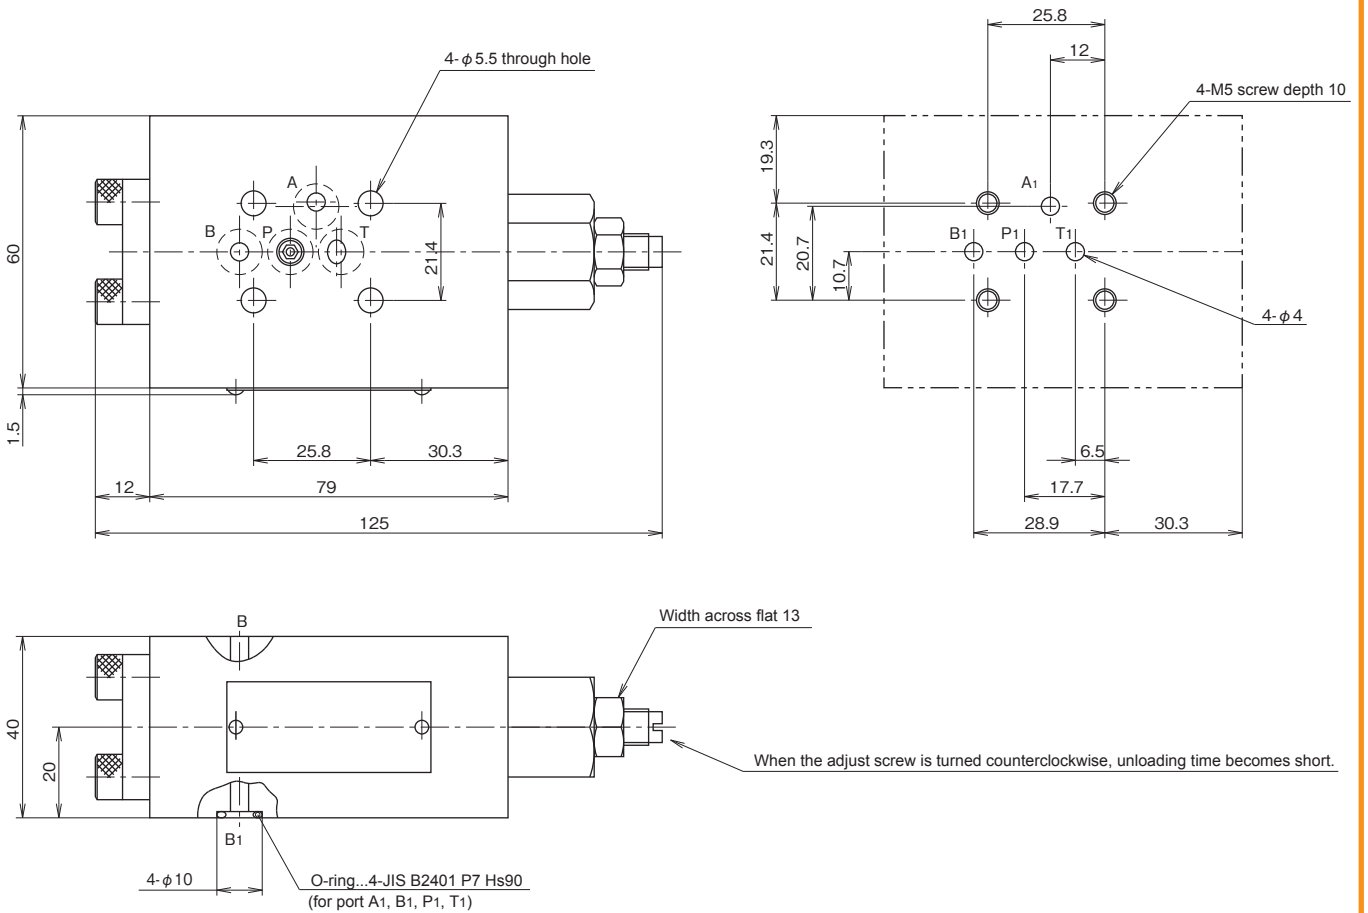 25.8
12
4-φ5.5 through hole
4-M5 screw depth 10
19.3
A
A1
B
P
T
B1
P1
T1
60
21.4
21.4
20.7
10.7
4-φ4
1.5
25.8
30.3
6.5
12
79
17.7
125
28.9
30.3
Width across flat 13
B
40
20
When the adjust screw is turned counterclockwise, unloading time becomes short.
B1
4-φ10
O-ring...4-JIS B2401 P7 Hs90
(for port A1, B1, P1, T1)